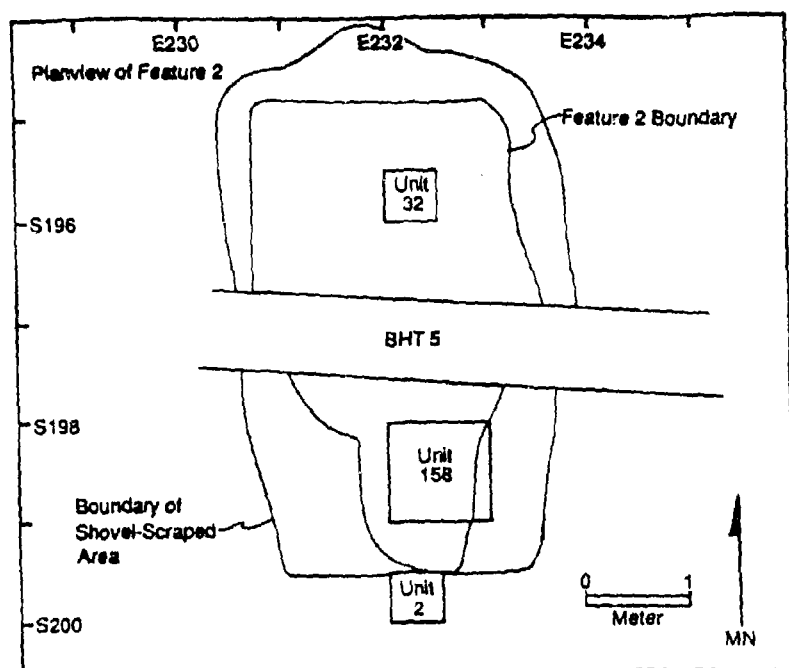 E230
E232
E234
Planview of Feature 2
Feature 2 Boundary
Unit
32
S196
BHT 5
S198
Unit
158
Boundary of
Shovel-Scraped
Area
Unit
2
0 1
Meter
S200
MN